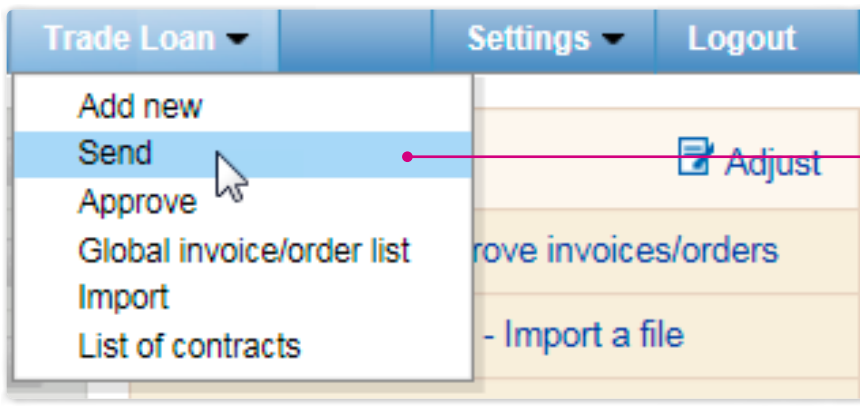 Trade Loan Settings Logout
Add new
Send
Adjust
Approve
Global invoice/order list
rove invoices/orders
Import
- Import a file
List of contracts